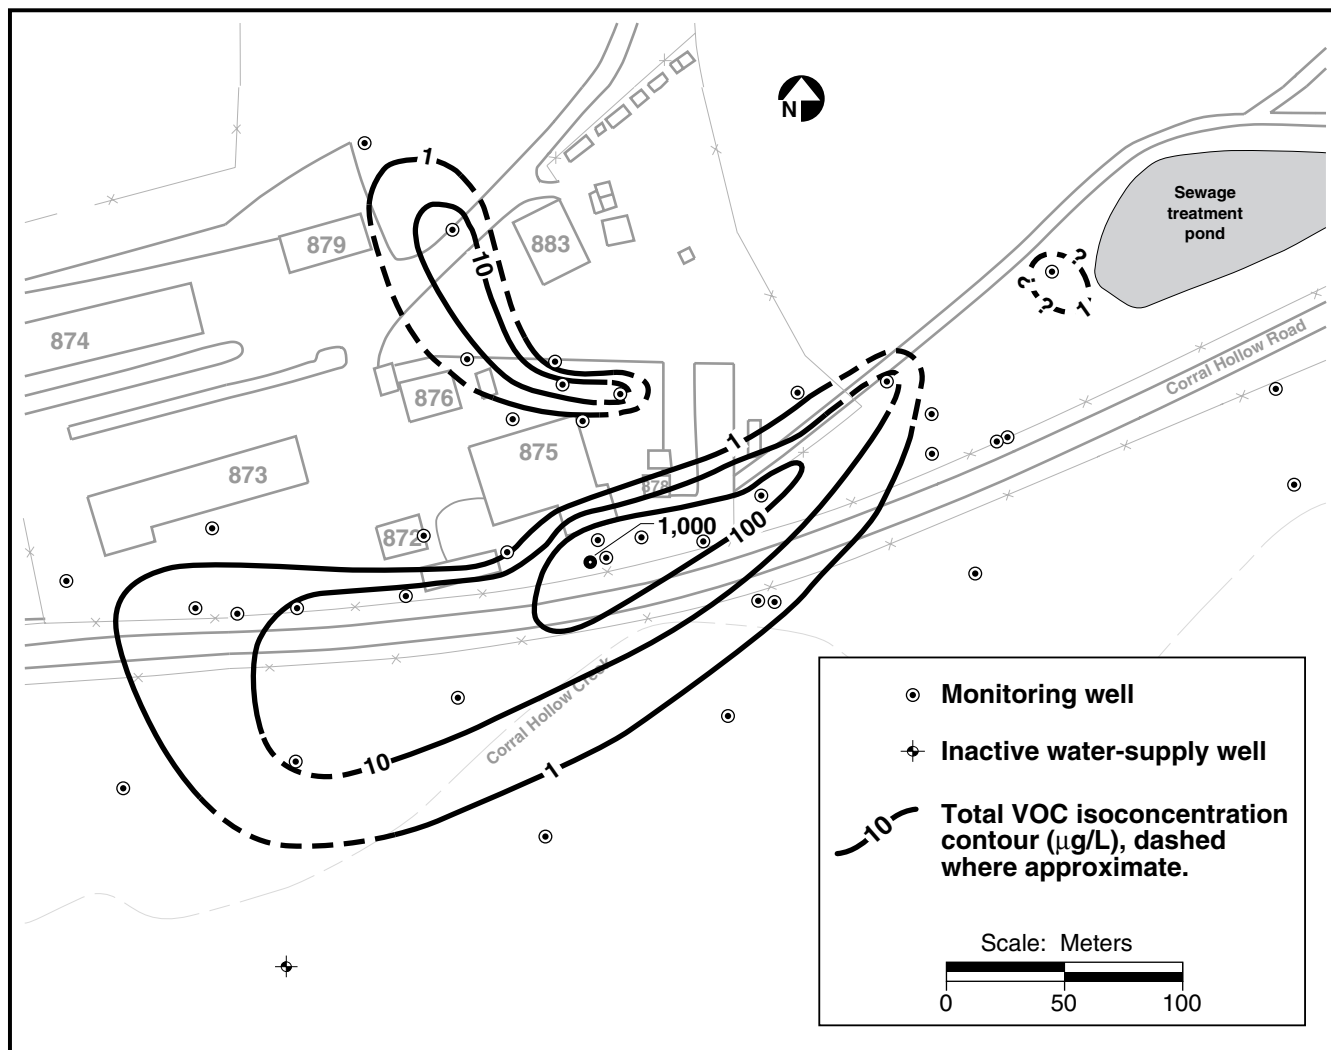 N
Sewage
treatment
pond
1
879
883
10
874
?
?
?
1
Corral Hollow Road
876
1
875
873
878
100
1,000
872
Corral Hollow Creek
10
1
Monitoring well
Inactive water-supply well
10
Total VOC isoconcentration
contour (μg/L), dashed
where approximate.
Scale: Meters
0 50 100